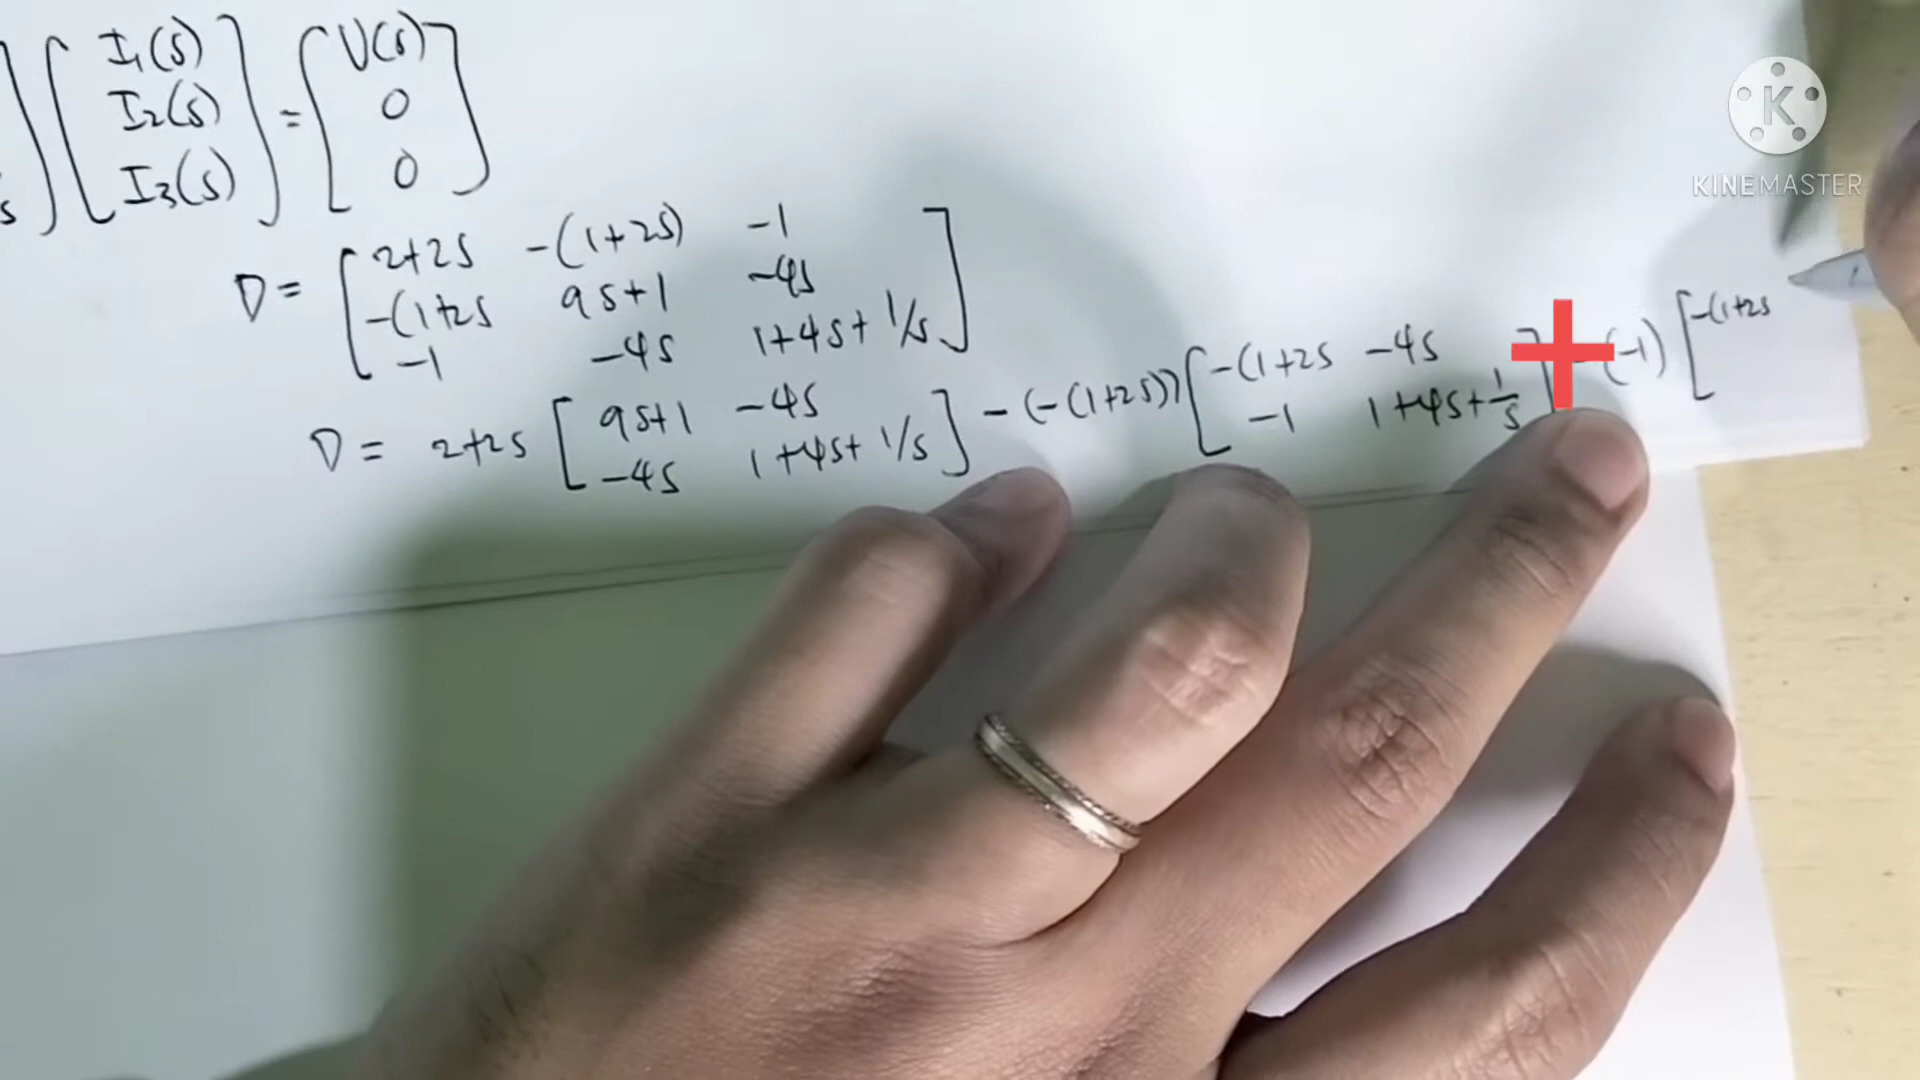 [I₁(s)] = [V(s)]
I₂(s) 0
s I₃(s) 0
KINEMASTER
D = [2+2s -(1+2s) -1]
-(1+2s 9s+1 -4s
-1 -4s 1+4s+1/s
D = 2+2s [9s+1 -4s] - (-(1+2s)) [-(1+2s -4s] + (-1) [-(1+2s
-4s 1+4s+1/s -1 1+4s+1/s